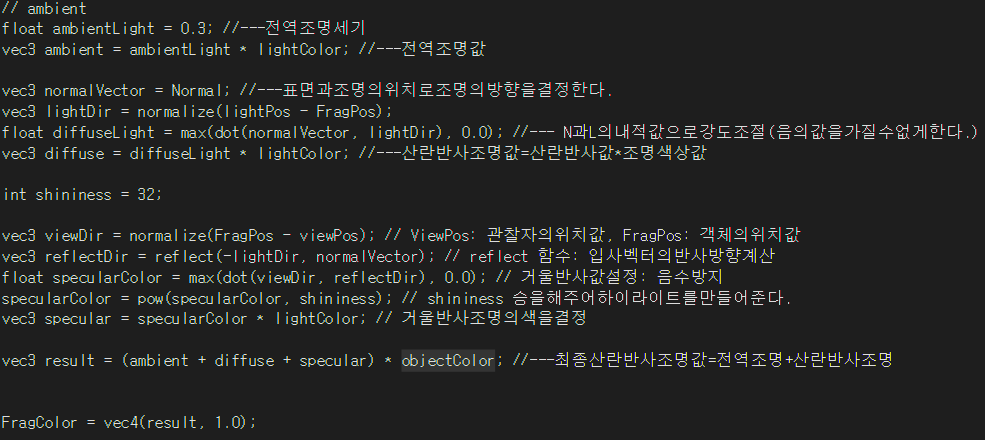 // ambient
float ambientLight = 0.3; //---전역조명세기
vec3 ambient = ambientLight * lightColor; //---전역조명값
vec3 normalVector = Normal; //---표면과조명의위치로조명의방향을결정한다.
vec3 lightDir = normalize(lightPos - FragPos);
float diffuseLight = max(dot(normalVector, lightDir), 0.0); //--- N과L의내적값으로강도조절(음의값을가질수없게한다.)
vec3 diffuse = diffuseLight * lightColor; //---산란반사조명값=산란반사값*조명색상값
int shininess = 32;
vec3 viewDir = normalize(FragPos - viewPos); // ViewPos: 관찰자의위치값, FragPos: 객체의위치값
vec3 reflectDir = reflect(-lightDir, normalVector); // reflect 함수: 입사벡터의반사방향계산
float specularColor = max(dot(viewDir, reflectDir), 0.0); // 거울반사값설정: 음수방지
specularColor = pow(specularColor, shininess); // shininess 승을해주어하이라이트를만들어준다.
vec3 specular = specularColor * lightColor; // 거울반사조명의색을결정
vec3 result = (ambient + diffuse + specular) * objectColor; //---최종산란반사조명값=전역조명+산란반사조명
FragColor = vec4(result, 1.0);